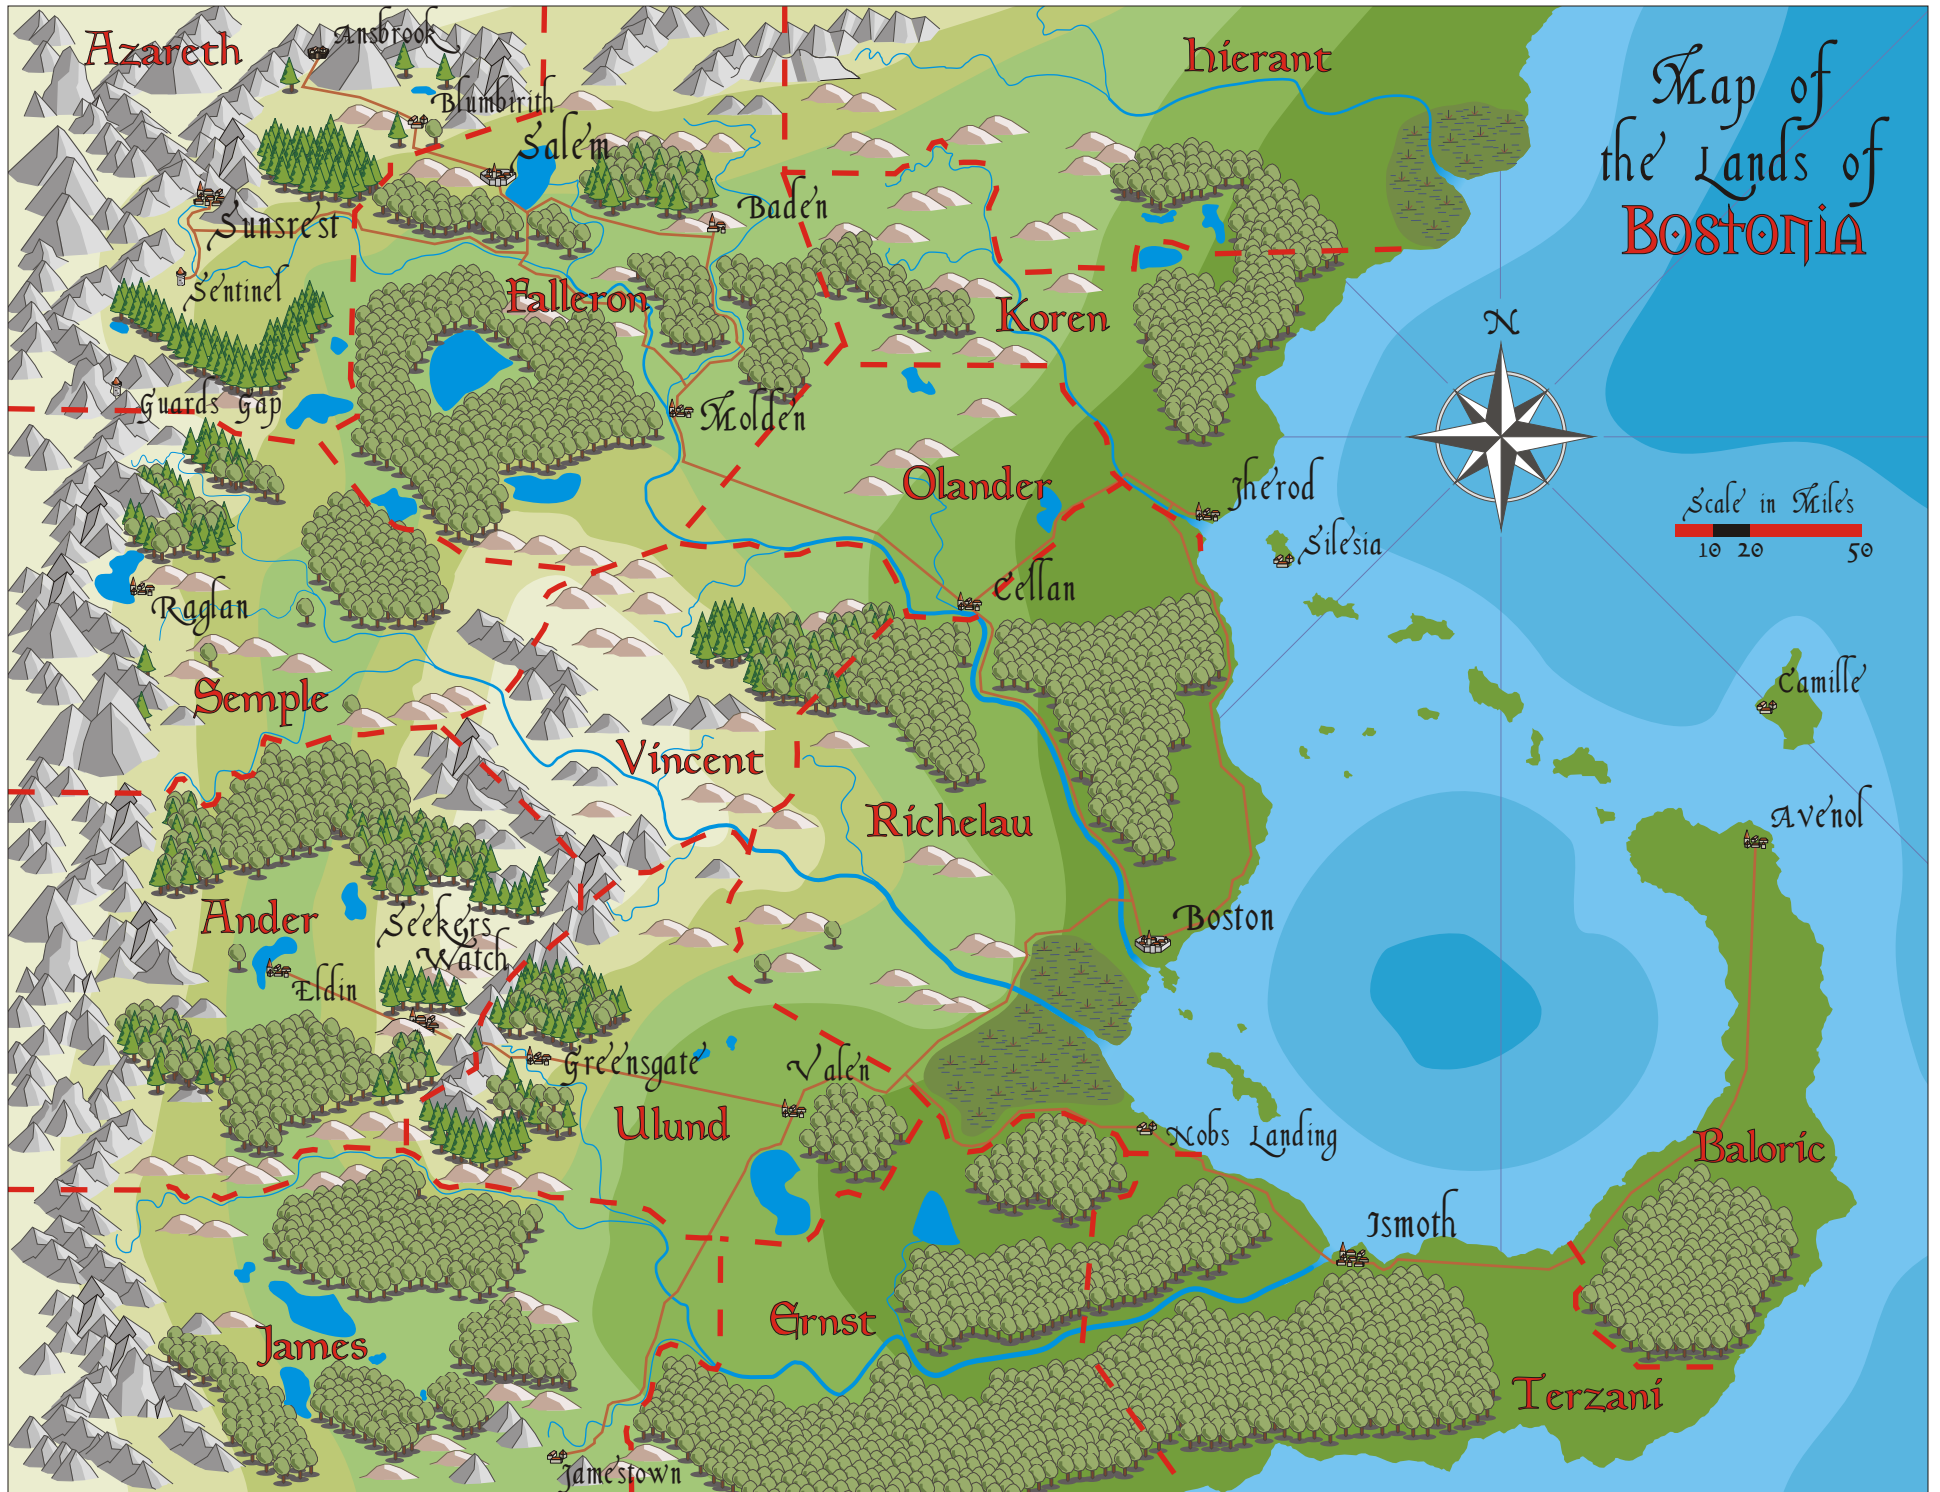 Azareth
Ansbrook
Hierant
Map of
the Lands of
Bostonia
Blumbirith
Salem
Baden
Sunsrest
Sentinel
Falleron
Koren
N
Guards Gap
Molden
Olander
Jherod
Silesia
Scale in Miles
10 20 50
Raglan
Cellan
Semple
Camille
Vincent
Richelau
Avenol
Ander
Seekers
Watch
Boston
Eldin
Greensgate
Valen
Ulund
Nobs Landing
Baloric
Ismoth
James
Ernst
Terzani
Jamestown